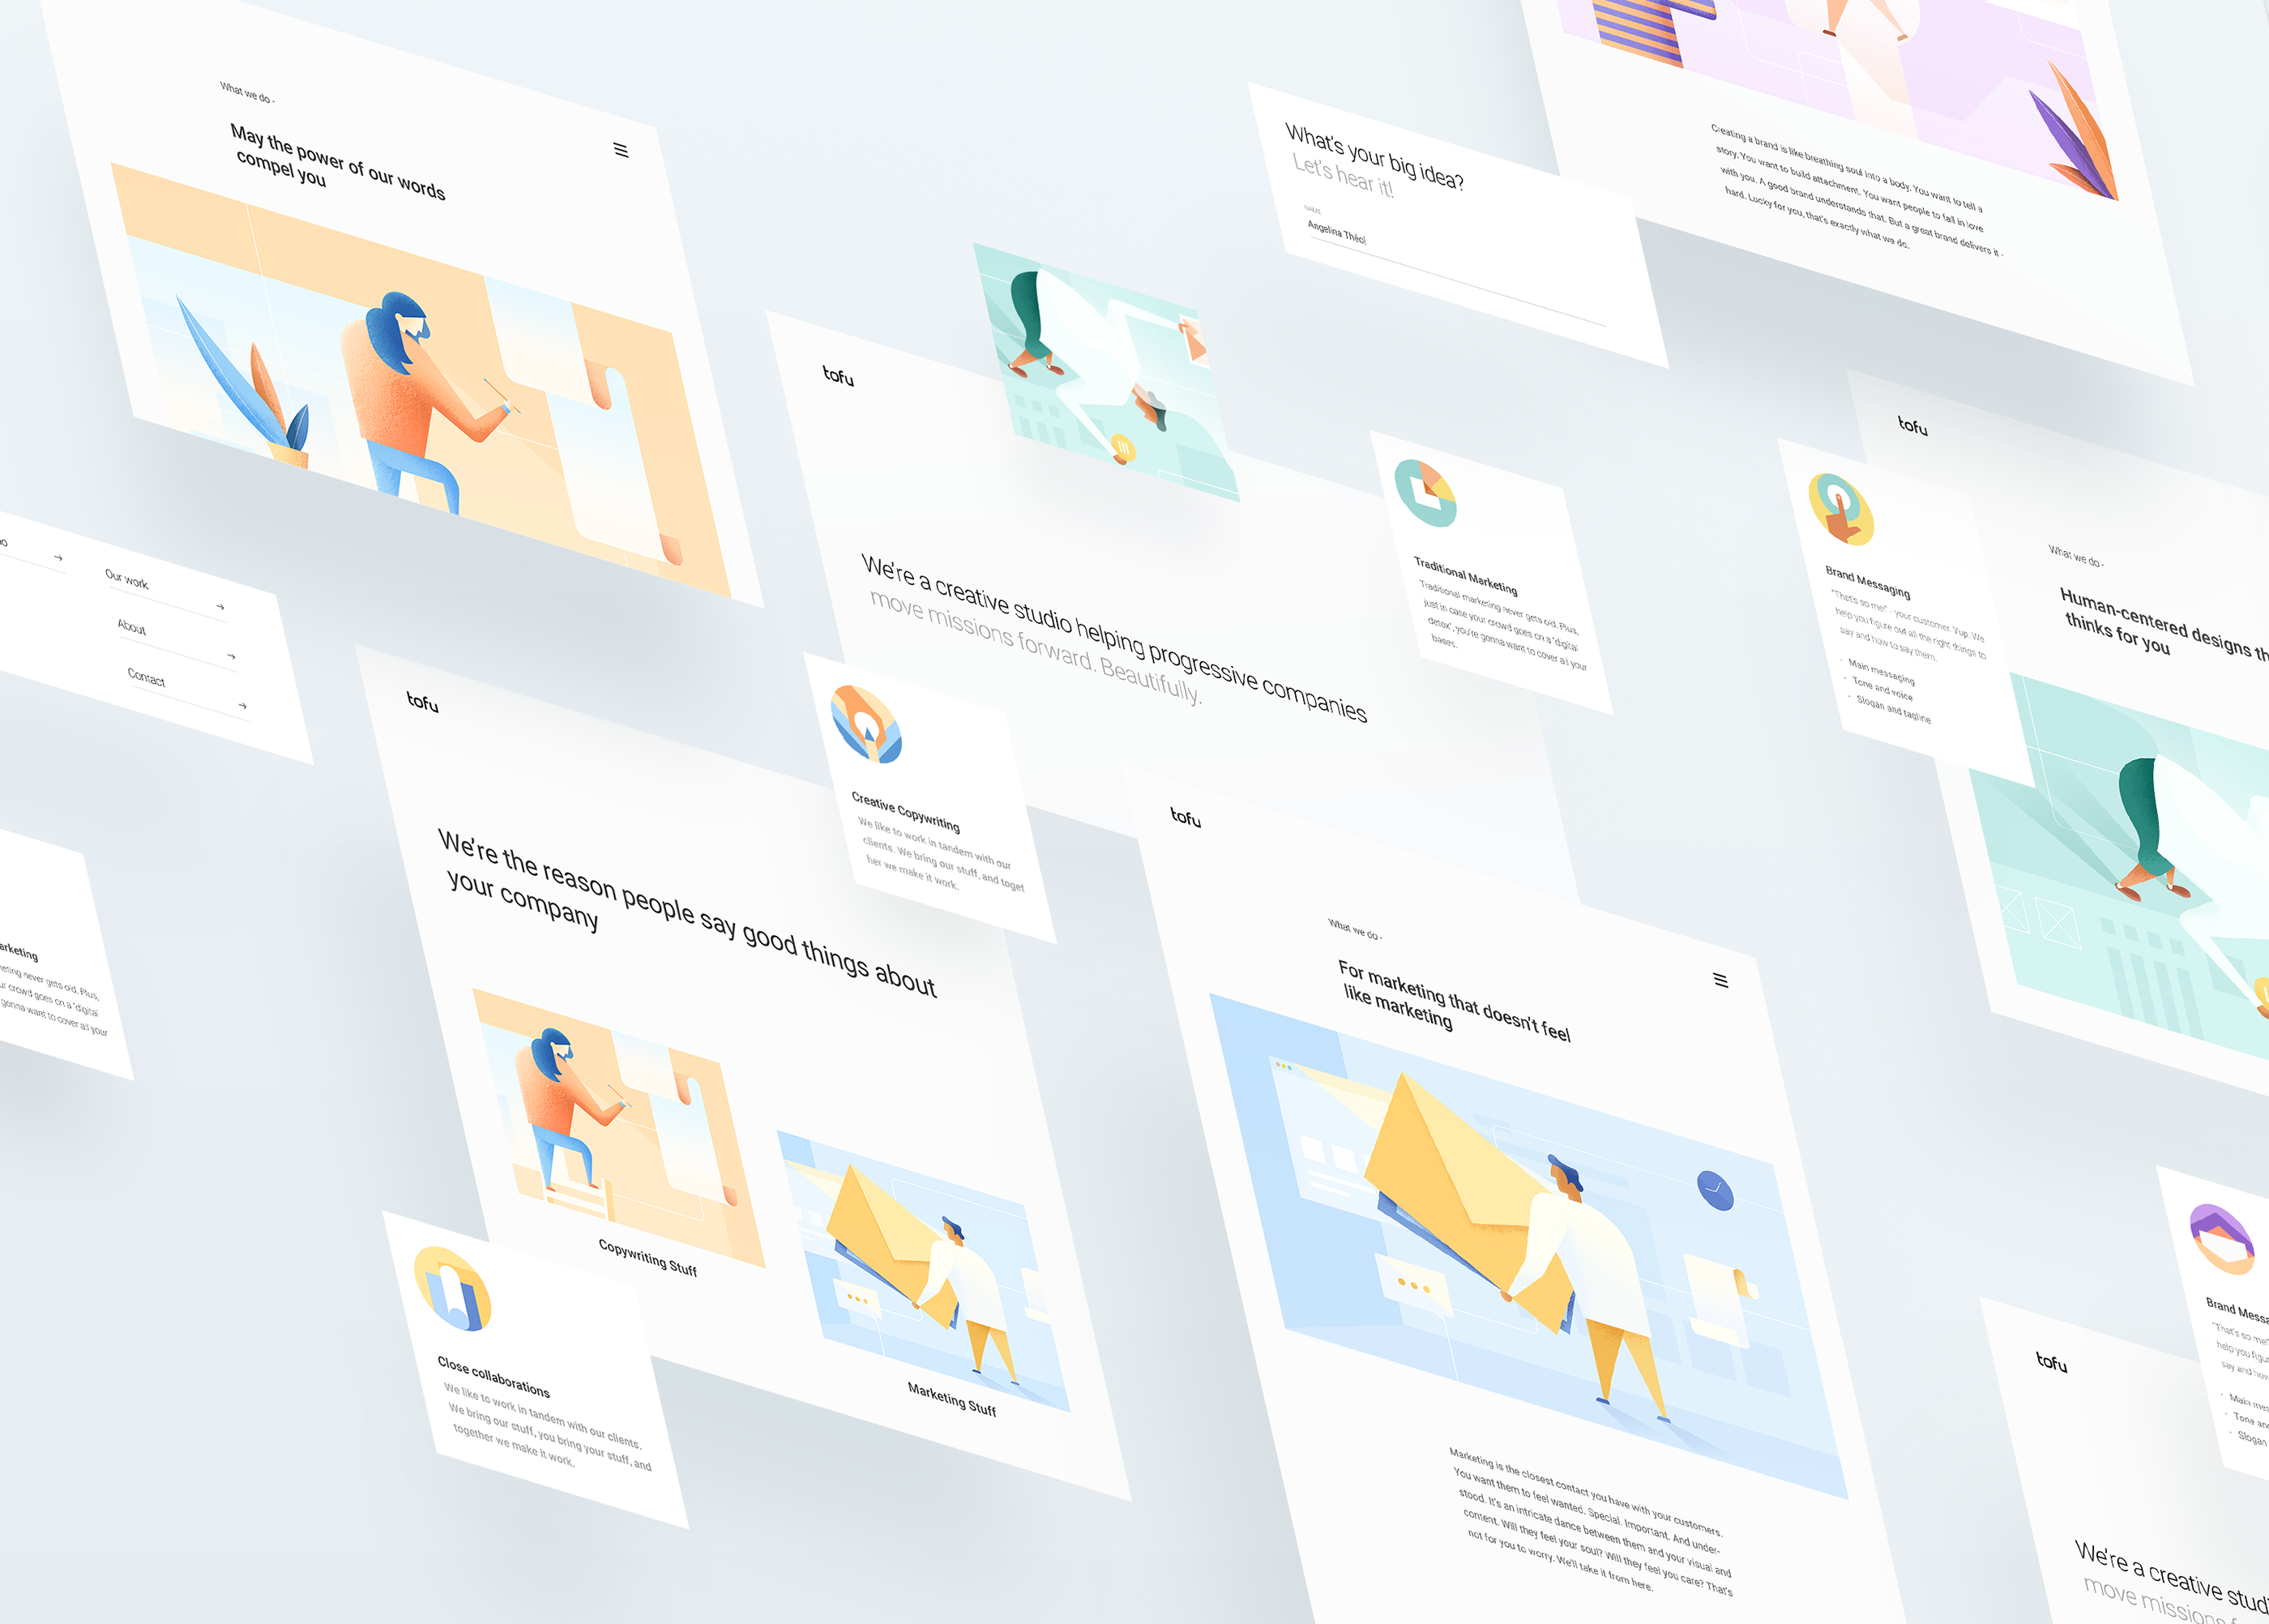 What we do -
May the power of our words
compel you
What's your big idea?
Let's hear it!
NAME
Angelina Théo
Creating a brand is like breathing soul into a body. You want to tell a
story. You want to build attachment. You want people to fall in love
with you. A good brand understands that. But a great brand delivers it -
hard. Lucky for you, that's exactly what we do.
tofu
We're a creative studio helping progressive companies
move missions forward. Beautifully.
Traditional Marketing
Traditional marketing never gets old. Plus,
just in case your crowd goes on a "digital
detox", you're gonna want to cover all your
bases.
Brand Messaging
"That's so me!" - your customer. Yup. We
help you figure out all the right things to
say and how to say them.
- Main messaging
- Tone and voice
- Slogan and tagline
tofu
What we do -
Human-centered designs th
thinks for you
Our work
About
Contact
arketing
eting never gets old. Plus,
ur crowd goes on a "digital
gonna want to cover all your
tofu
We're the reason people say good things about
your company
Copywriting Stuff
Marketing Stuff
Creative Copywriting
We like to work in tandem with our
clients. We bring our stuff, and toget
her we make it work.
Close collaborations
We like to work in tandem with our clients.
We bring our stuff, you bring your stuff, and
together we make it work.
tofu
What we do -
For marketing that doesn't feel
like marketing
Marketing is the closest contact you have with your customers.
You want them to feel wanted. Special. Important. And under-
stood. It's an intricate dance between them and your visual and
content. Will they feel your soul? Will they feel you care? That's
not for you to worry. We'll take it from here.
Brand Messa
"That's so me!"
help you figur
say and how
- Main mes
- Tone and
- Slogan
tofu
We're a creative studi
move missions f